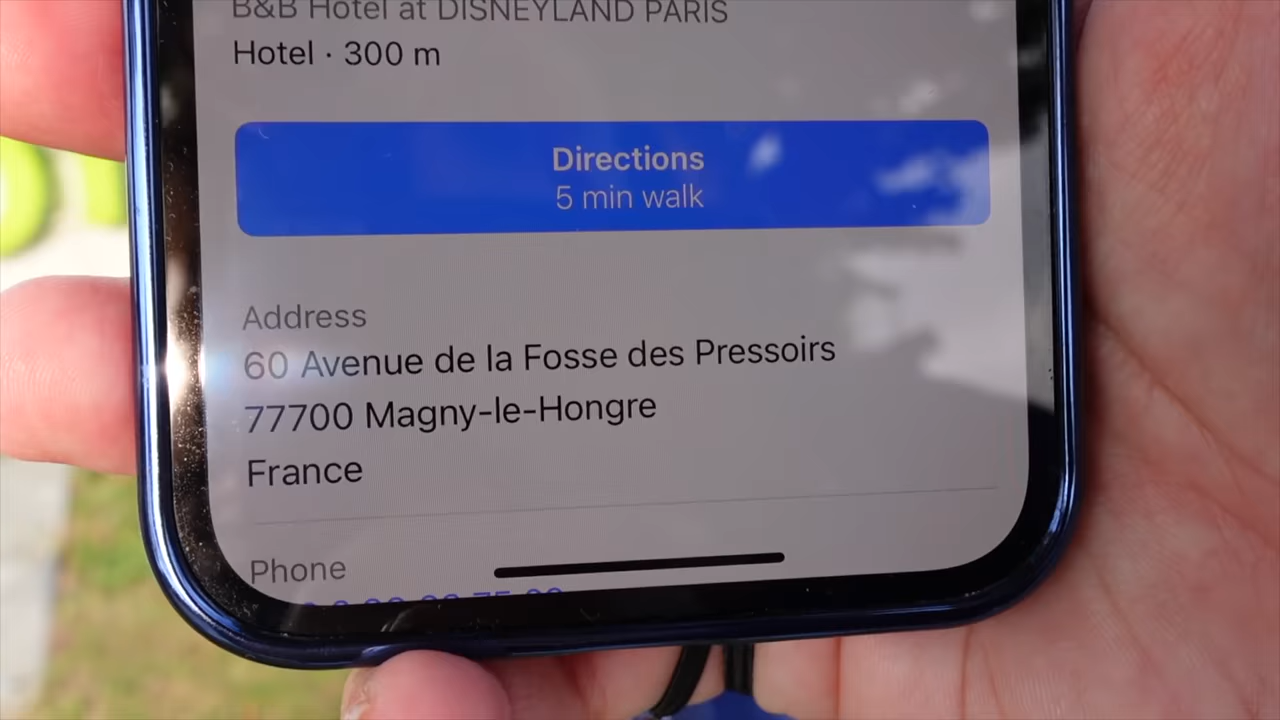 B&B Hotel at DISNEYLAND PARIS
Hotel · 300 m
Directions
5 min walk
Address
60 Avenue de la Fosse des Pressoirs
77700 Magny-le-Hongre
France
Phone